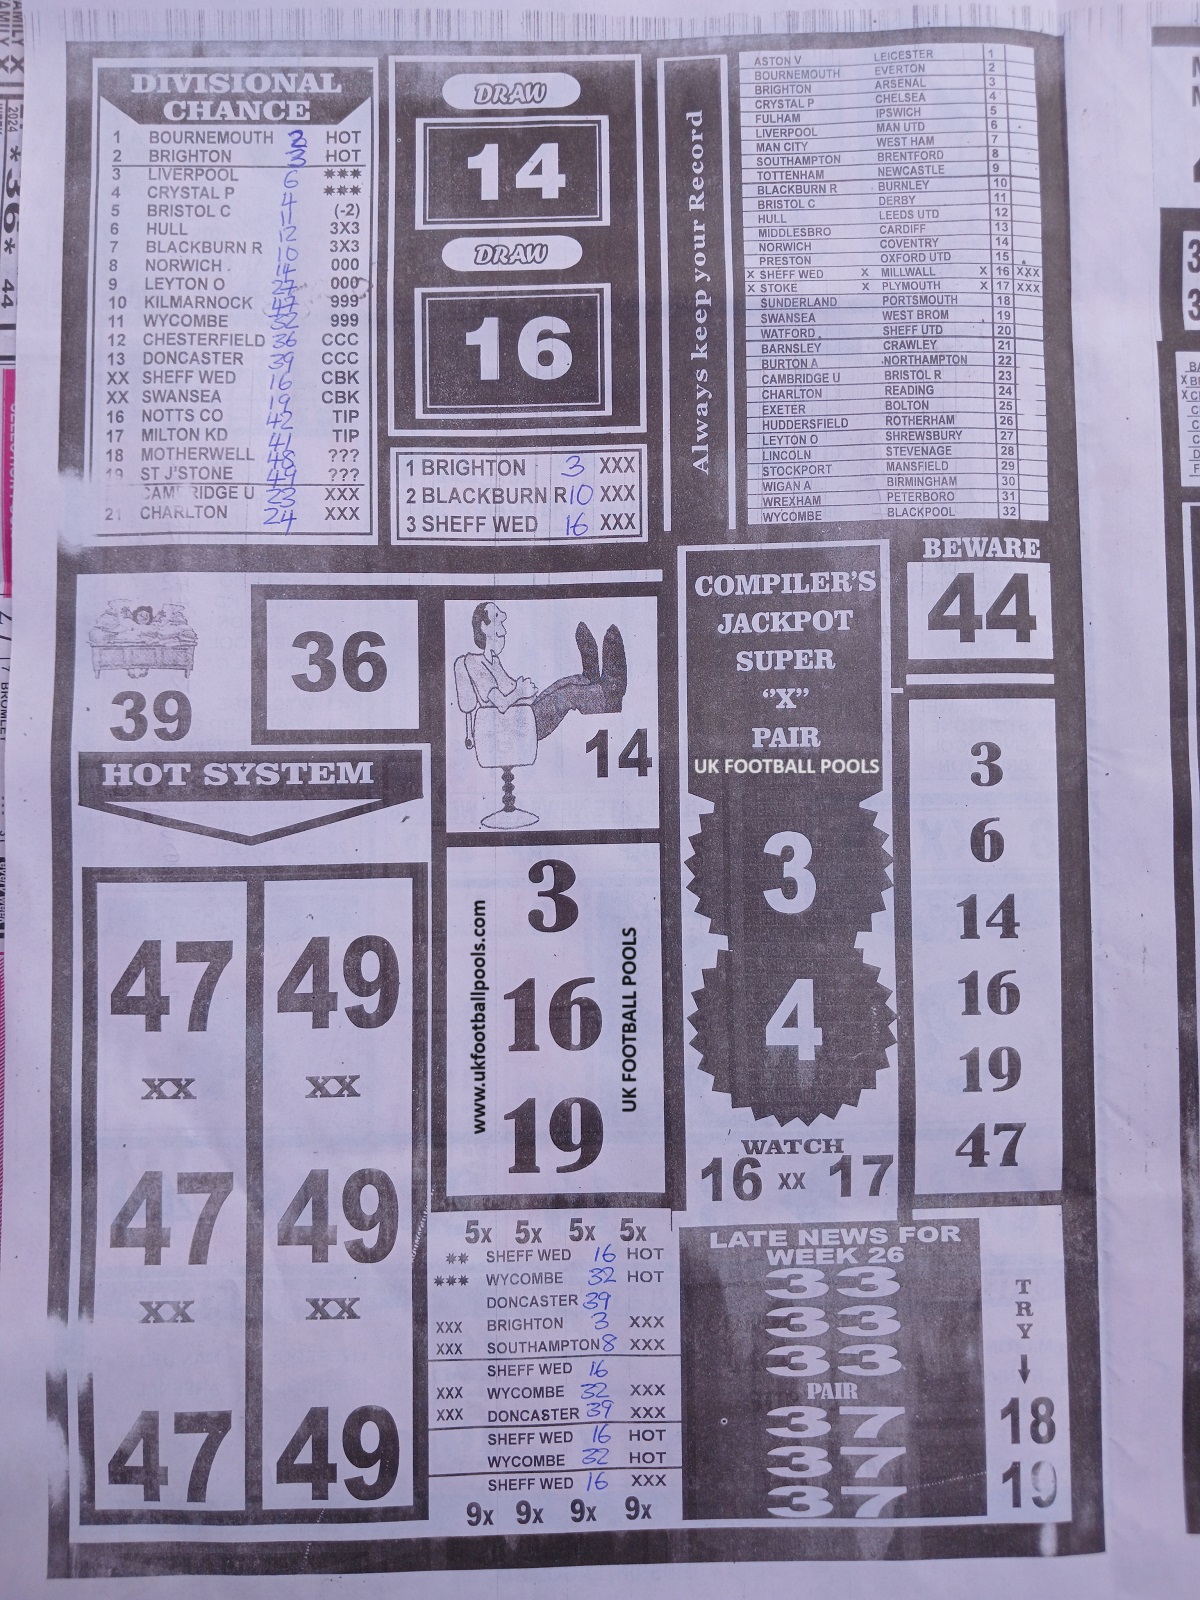 DIVISIONAL
CHANCE
1 BOURNEMOUTH 2 HOT
2 BRIGHTON 3 HOT
3 LIVERPOOL 6 ***
4 CRYSTAL P 4 ***
5 BRISTOL C 11 (-2)
6 HULL 12 3X3
7 BLACKBURN R 10 3X3
8 NORWICH 14 000
9 LEYTON O 27 000
10 KILMARNOCK 47 999
11 WYCOMBE 32 999
12 CHESTERFIELD 36 CCC
13 DONCASTER 39 CCC
XX SHEFF WED 16 CBK
XX SWANSEA 19 CBK
16 NOTTS CO 42 TIP
17 MILTON KD 41 TIP
18 MOTHERWELL 48 ???
19 ST J'STONE 49 ???
CAMBRIDGE U 23 XXX
21 CHARLTON 24 XXX
DRAW
14
DRAW
16
1 BRIGHTON 3 XXX
2 BLACKBURN R 10 XXX
3 SHEFF WED 16 XXX
Always keep your Record
ASTON V LEICESTER 1
BOURNEMOUTH EVERTON 2
BRIGHTON ARSENAL 3
CRYSTAL P CHELSEA 4
FULHAM IPSWICH 5
LIVERPOOL MAN UTD 6
MAN CITY WEST HAM 7
SOUTHAMPTON BRENTFORD 8
TOTTENHAM NEWCASTLE 9
BLACKBURN R BURNLEY 10
BRISTOL C DERBY 11
HULL LEEDS UTD 12
MIDDLESBRO CARDIFF 13
NORWICH COVENTRY 14
PRESTON OXFORD UTD 15
X SHEFF WED X MILLWALL X 16 XXX
X STOKE X PLYMOUTH X 17 XXX
SUNDERLAND PORTSMOUTH 18
SWANSEA WEST BROM 19
WATFORD SHEFF UTD 20
BARNSLEY CRAWLEY 21
BURTON A NORTHAMPTON 22
CAMBRIDGE U BRISTOL R 23
CHARLTON READING 24
EXETER BOLTON 25
HUDDERSFIELD ROTHERHAM 26
LEYTON O SHREWSBURY 27
LINCOLN STEVENAGE 28
STOCKPORT MANSFIELD 29
WIGAN A BIRMINGHAM 30
WREXHAM PETERBORO 31
WYCOMBE BLACKPOOL 32
39
36
HOT SYSTEM
47 49
XX XX
47 49
XX XX
47 49
14
3
16
19
www.ukfootballpools.com
UK FOOTBALL POOLS
5X 5X 5X 5X
** SHEFF WED 16 HOT
*** WYCOMBE 32 HOT
DONCASTER 39
XXX BRIGHTON 3 XXX
XXX SOUTHAMPTON 8 XXX
SHEFF WED 16
XXX WYCOMBE 32 XXX
XXX DONCASTER 39 XXX
SHEFF WED 16 HOT
WYCOMBE 32 HOT
SHEFF WED 16 XXX
9X 9X 9X 9X
COMPILER'S
JACKPOT
SUPER
"X"
PAIR
UK FOOTBALL POOLS
3
4
WATCH
16 XX 17
BEWARE
44
3
6
14
16
19
47
LATE NEWS FOR
WEEK 26
3 3
3 3
3 3
PAIR
3 7
3 7
3 7
TRY
18
19
2024 * 36 * 44